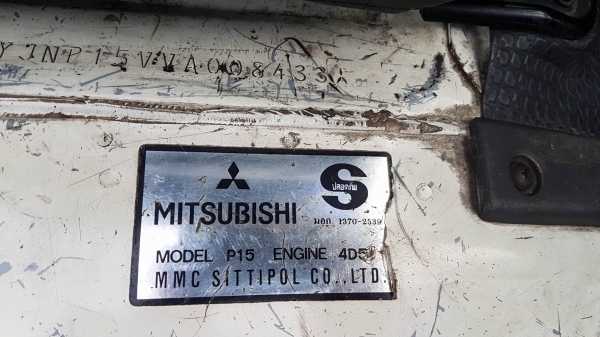 YJNP15VVA008433
S
ปลอดภัย
MITSUBISHI
มอก. 1370-2539
MODEL P15 ENGINE
MMC SITTIPOL CO.,LTD.